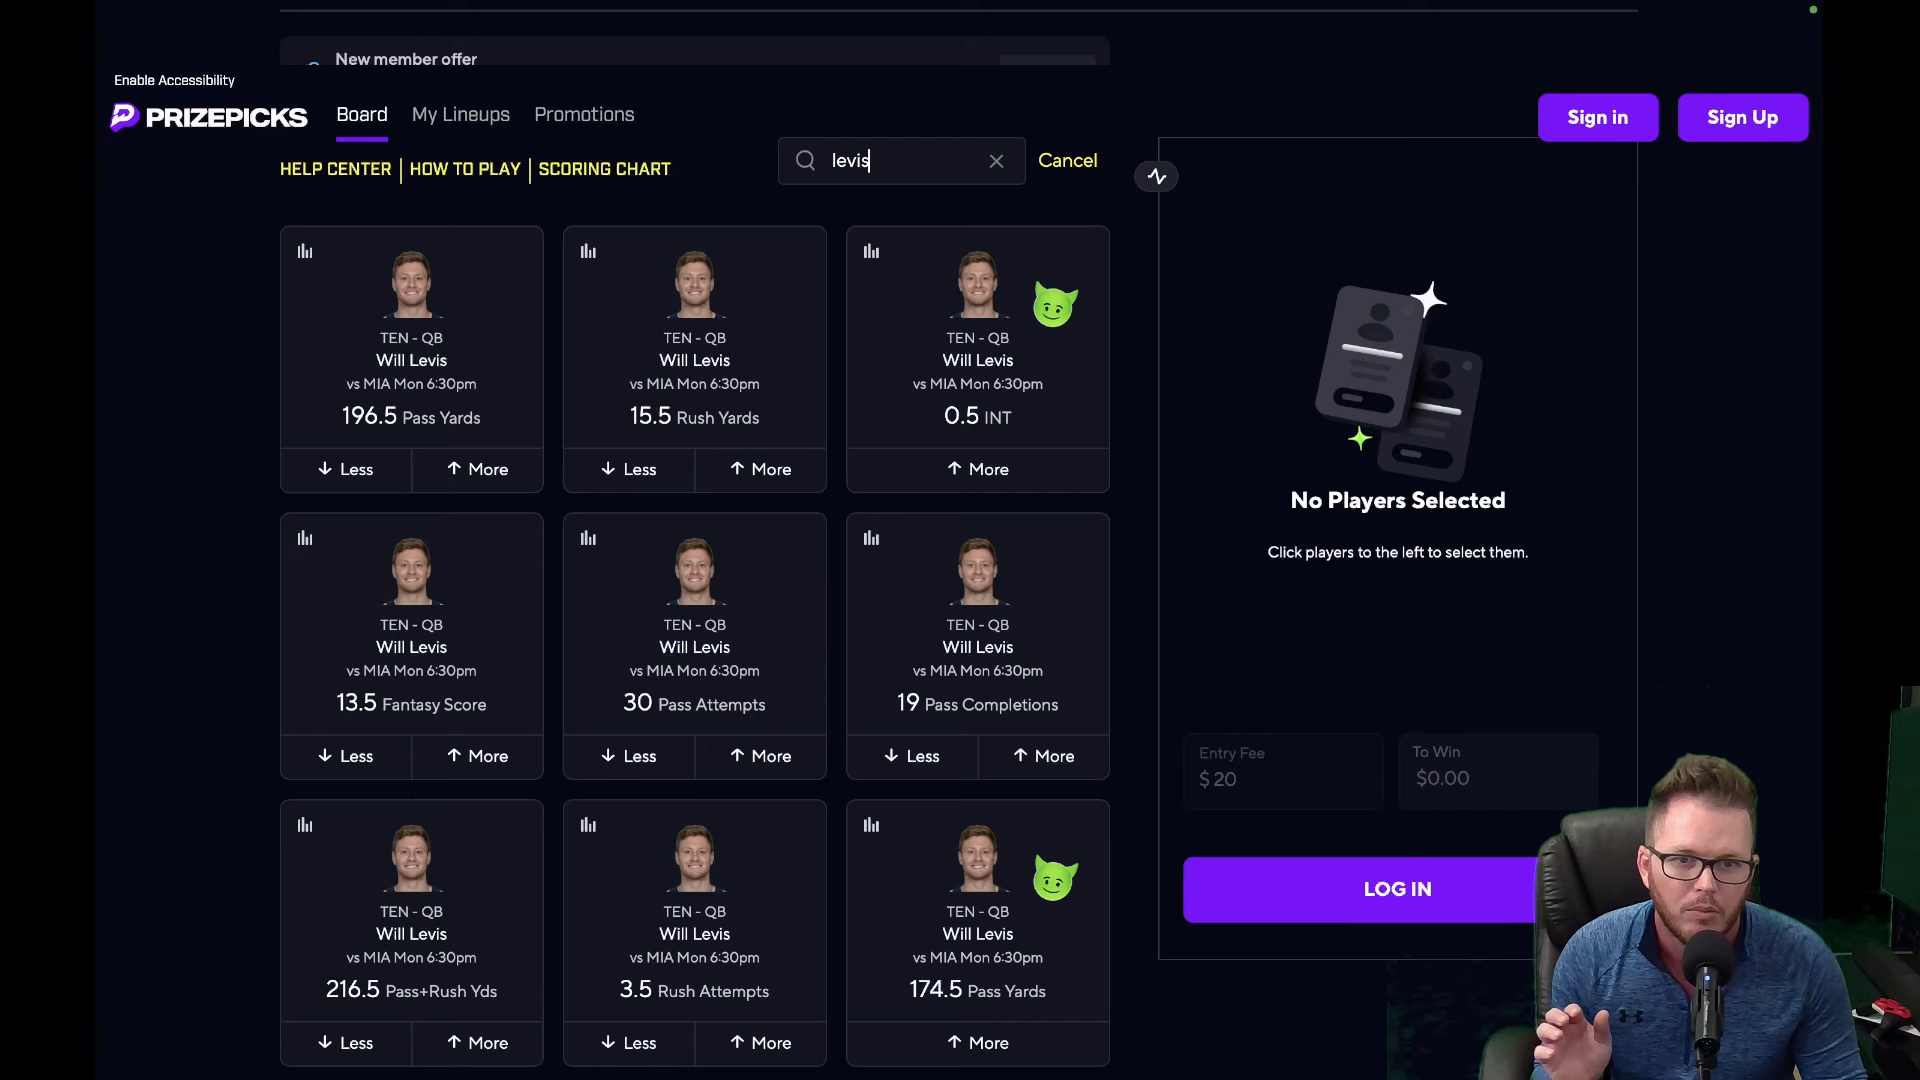 New member offer
Enable Accessibility
PRIZEPICKS
Board
My Lineups
Promotions
Sign in
Sign Up
HELP CENTER
HOW TO PLAY
SCORING CHART
levis
Cancel
TEN - QB
Will Levis
vs MIA Mon 6:30pm
196.5 Pass Yards
Less
More
TEN - QB
Will Levis
vs MIA Mon 6:30pm
15.5 Rush Yards
Less
More
TEN - QB
Will Levis
vs MIA Mon 6:30pm
0.5 INT
More
TEN - QB
Will Levis
vs MIA Mon 6:30pm
13.5 Fantasy Score
Less
More
TEN - QB
Will Levis
vs MIA Mon 6:30pm
30 Pass Attempts
Less
More
TEN - QB
Will Levis
vs MIA Mon 6:30pm
19 Pass Completions
Less
More
TEN - QB
Will Levis
vs MIA Mon 6:30pm
216.5 Pass+Rush Yds
Less
More
TEN - QB
Will Levis
vs MIA Mon 6:30pm
3.5 Rush Attempts
Less
More
TEN - QB
Will Levis
vs MIA Mon 6:30pm
174.5 Pass Yards
More
No Players Selected
Click players to the left to select them.
Entry Fee
$ 20
To Win
$0.00
LOG IN